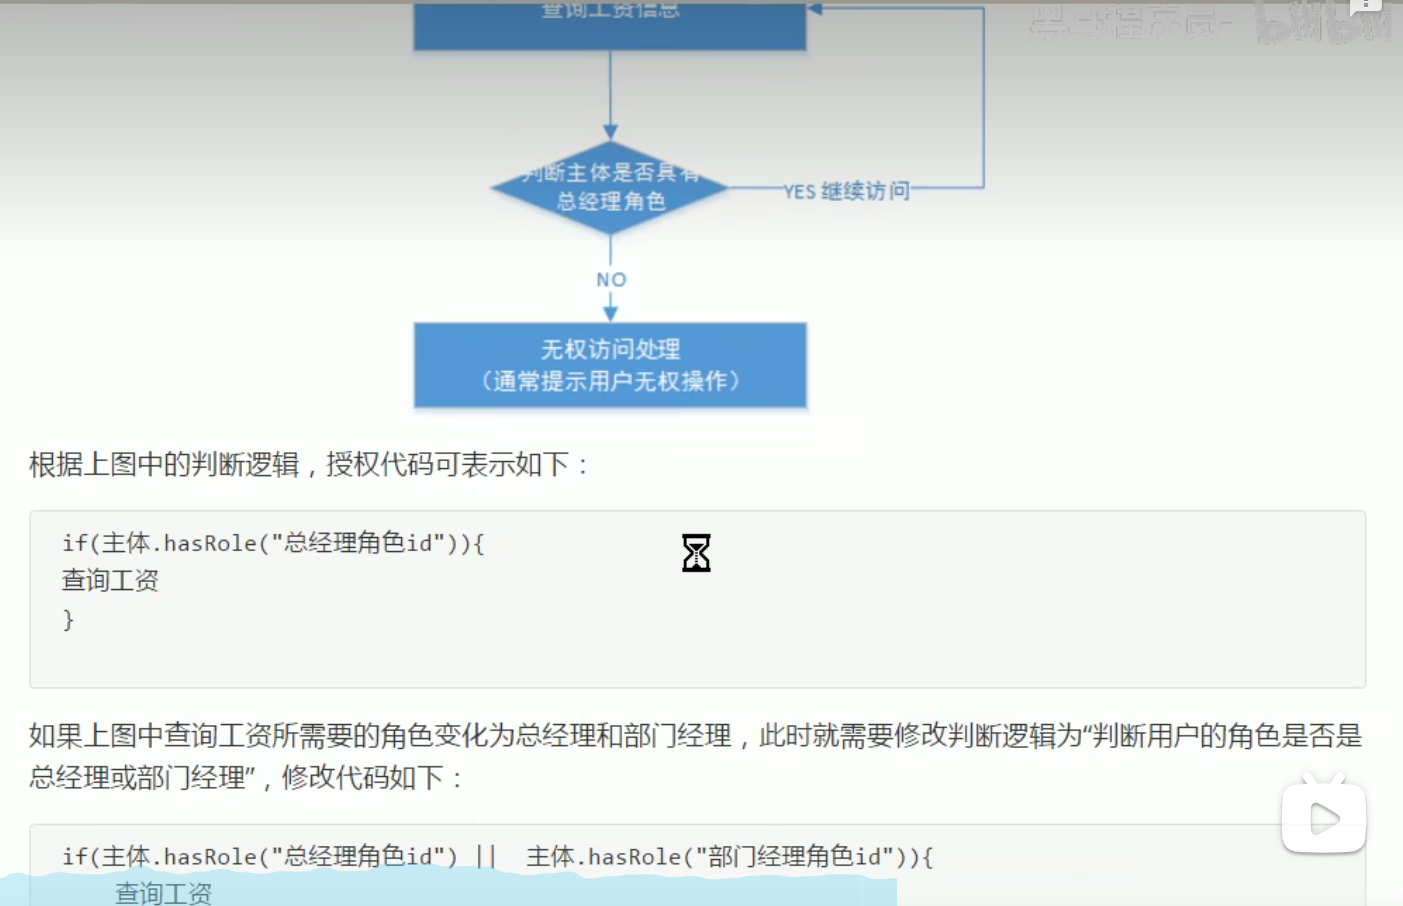 查询工资信息
黑马程序员- bilibili
判断主体是否具有
总经理角色
YES 继续访问
NO
无权访问处理
（通常提示用户无权操作）
根据上图中的判断逻辑，授权代码可表示如下：
if(主体.hasRole("总经理角色id")){
查询工资
}
如果上图中查询工资所需要的角色变化为总经理和部门经理，此时就需要修改判断逻辑为“判断用户的角色是否是
总经理或部门经理”，修改代码如下：
if(主体.hasRole("总经理角色id") || 主体.hasRole("部门经理角色id")){
查询工资